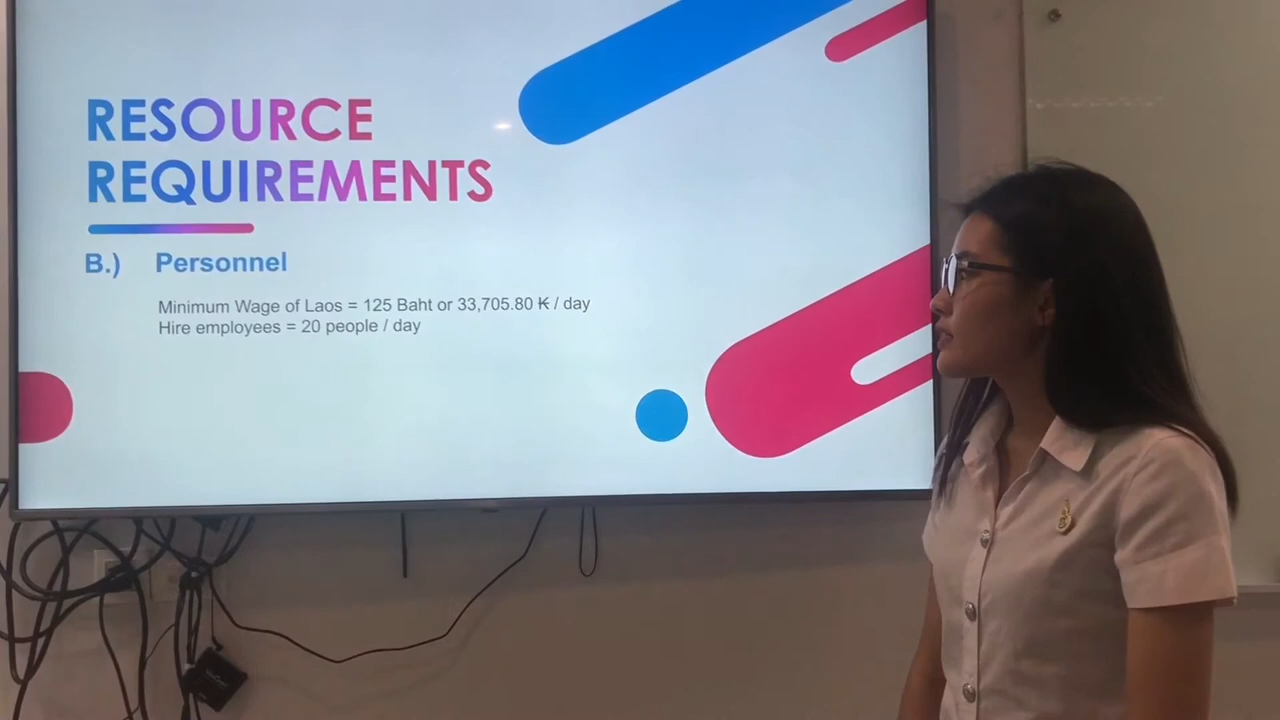 RESOURCE
REQUIREMENTS
B.) Personnel
Minimum Wage of Laos = 125 Baht or 33,705.80 ₭ / day
Hire employees = 20 people / day